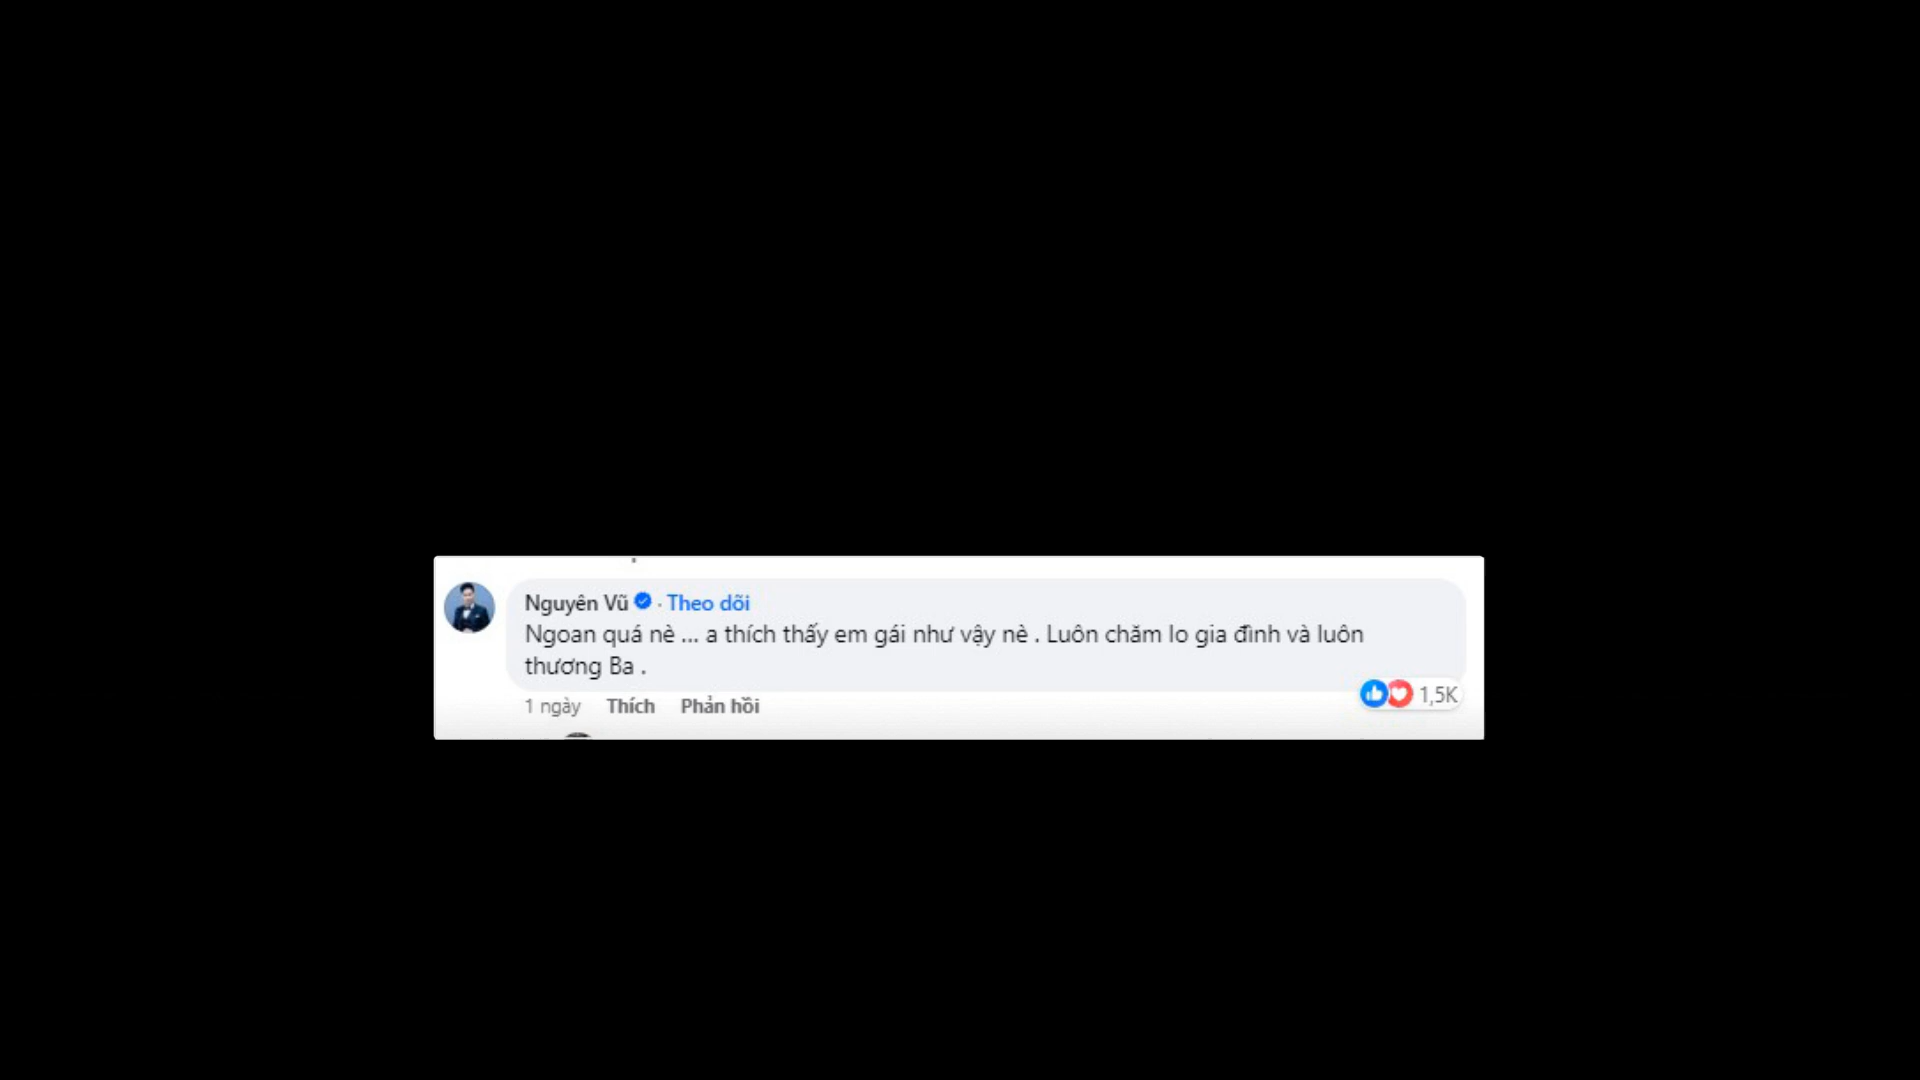 Nguyên Vũ · Theo dõi
Ngoan quá nè ... a thích thấy em gái như vậy nè . Luôn chăm lo gia đình và luôn
thương Ba .
1 ngày Thích Phản hồi 1,5K